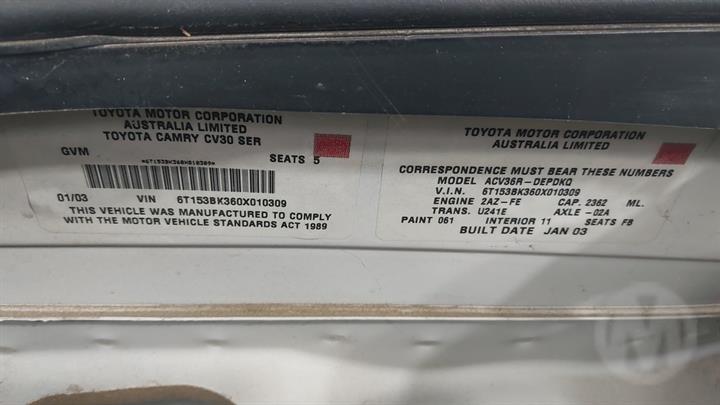 TOYOTA MOTOR CORPORATION
AUSTRALIA LIMITED
TOYOTA CAMRY CV30 SER
GVM
SEATS 5
*6T153BK360X010309*
01/03 VIN 6T153BK360X010309
THIS VEHICLE WAS MANUFACTURED TO COMPLY
WITH THE MOTOR VEHICLE STANDARDS ACT 1989
TOYOTA MOTOR CORPORATION
AUSTRALIA LIMITED
CORRESPONDENCE MUST BEAR THESE NUMBERS
MODEL ACV36R-DEPDKQ
V.I.N. 6T153BK360X010309
ENGINE 2AZ-FE CAP. 2362 ML.
TRANS. U241E AXLE -02A
PAINT 061 INTERIOR 11 SEATS FB
BUILT DATE JAN 03
M